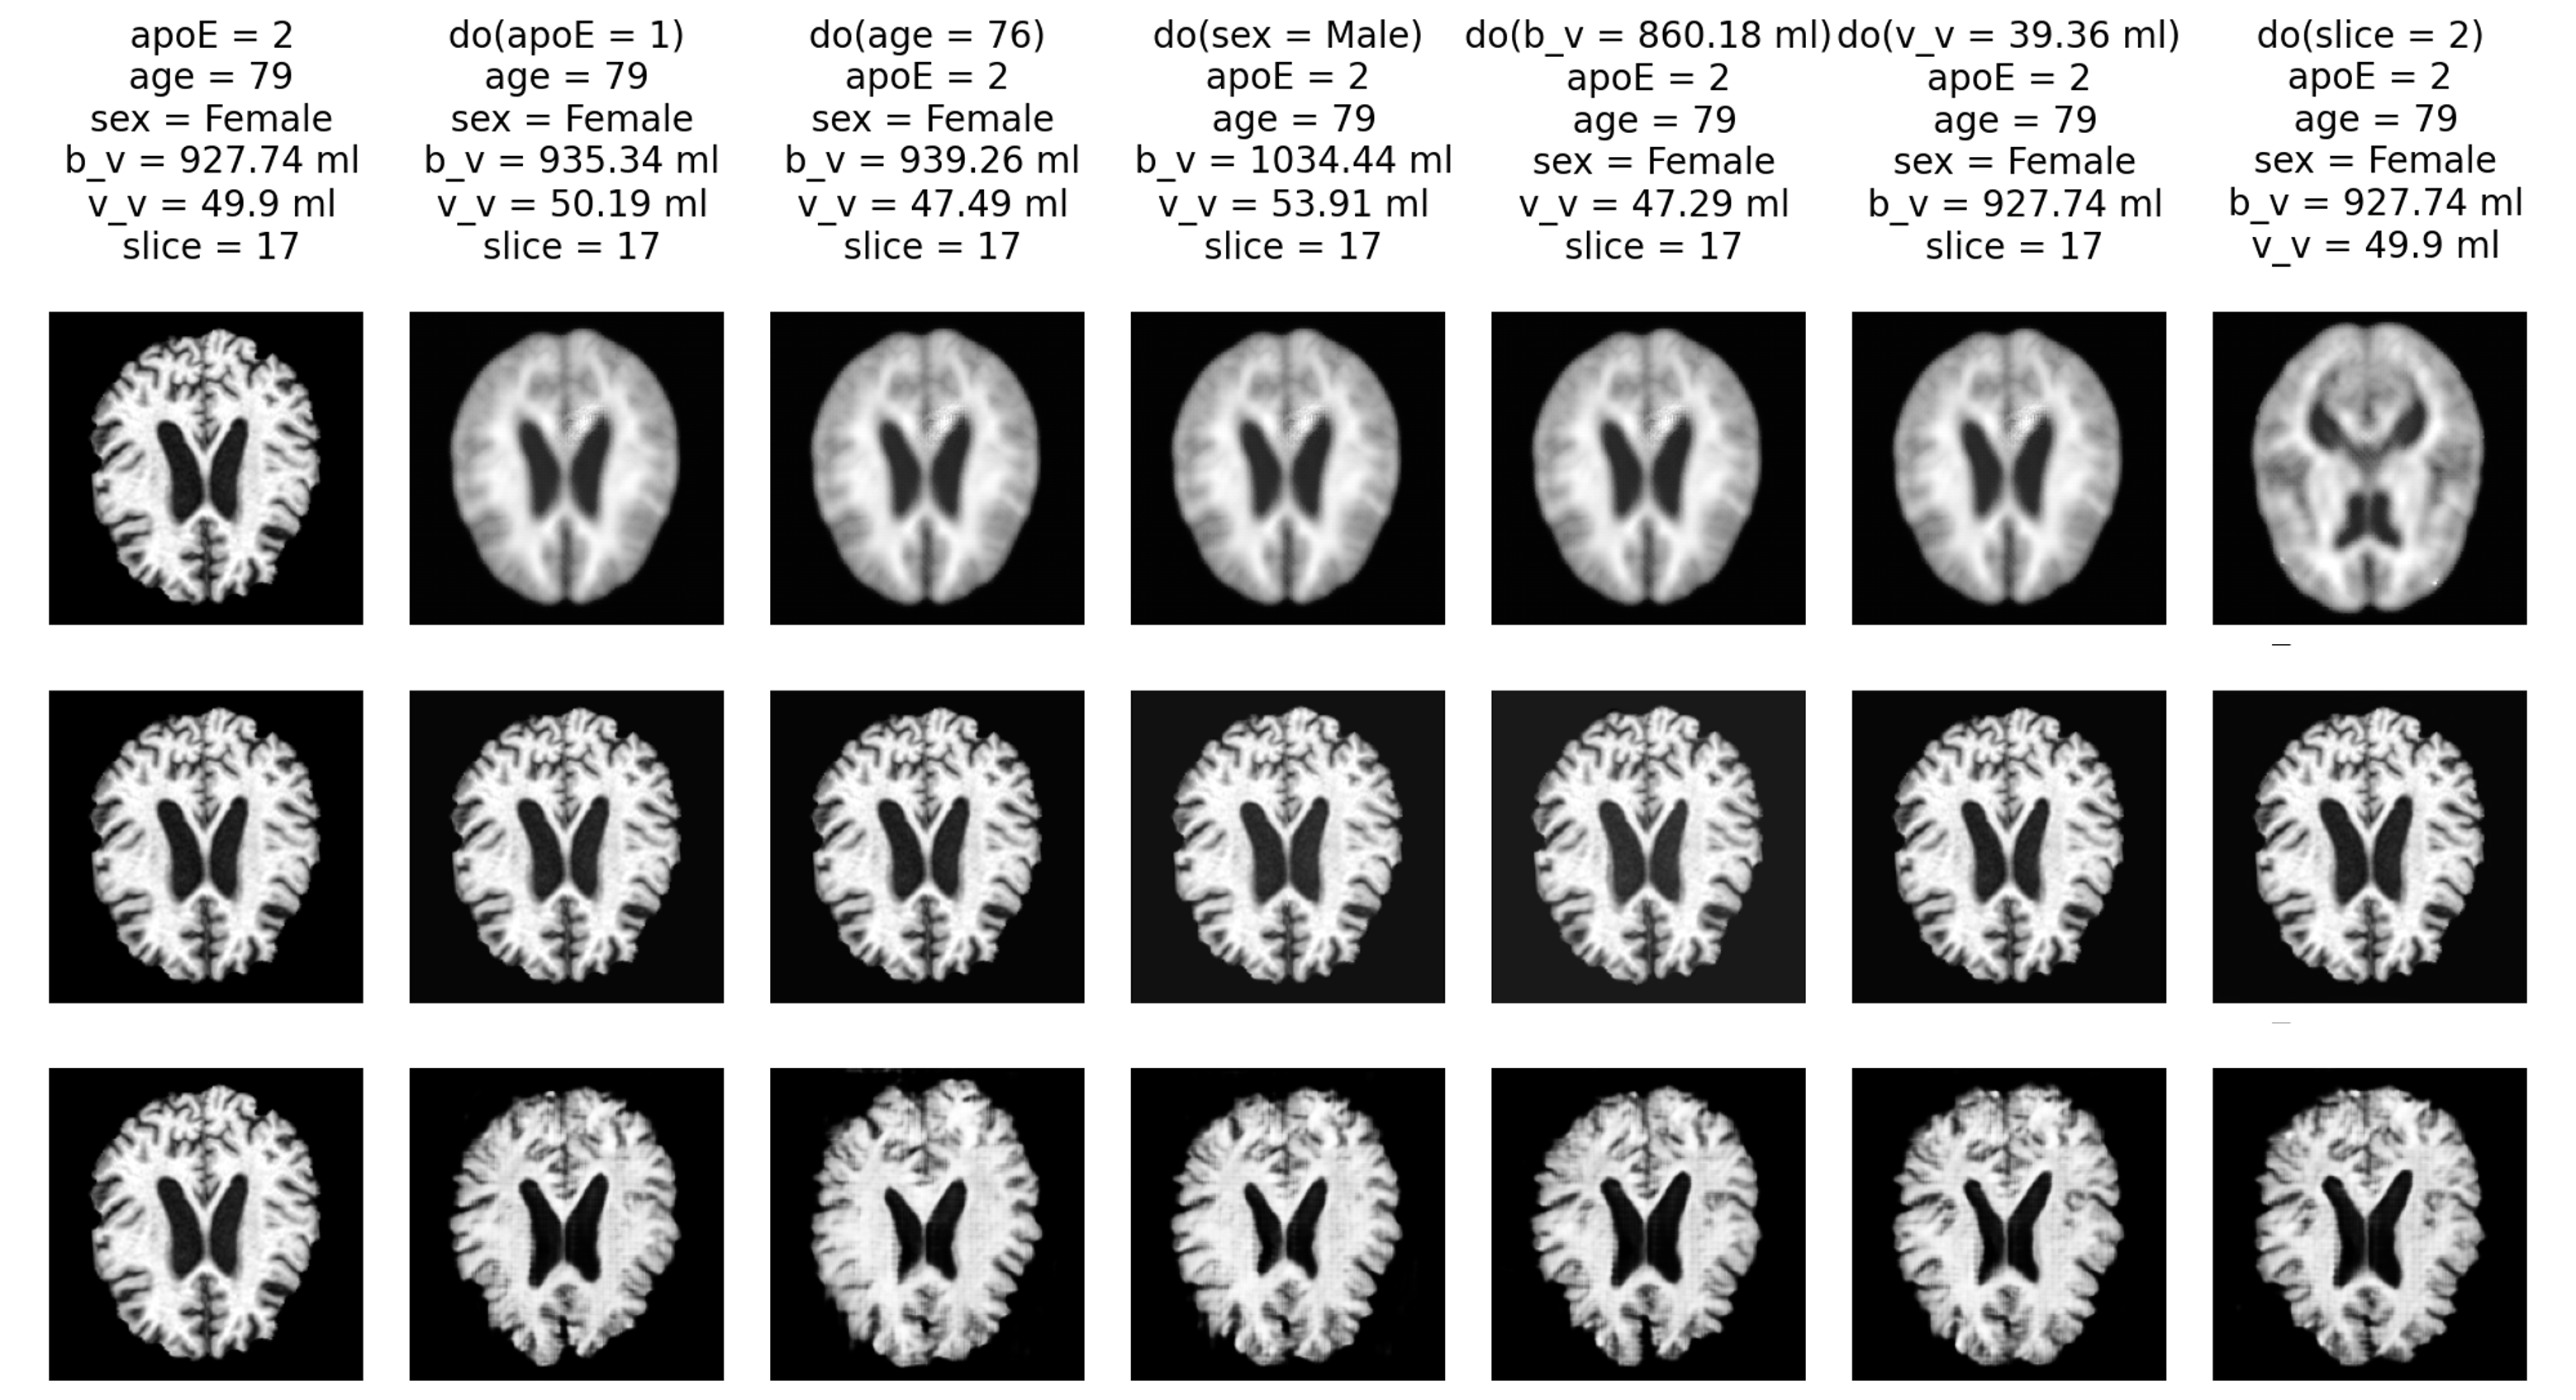 apoE = 2
age = 79
sex = Female
b_v = 927.74 ml
v_v = 49.9 ml
slice = 17
do(apoE = 1)
age = 79
sex = Female
b_v = 935.34 ml
v_v = 50.19 ml
slice = 17
do(age = 76)
apoE = 2
sex = Female
b_v = 939.26 ml
v_v = 47.49 ml
slice = 17
do(sex = Male)
apoE = 2
age = 79
b_v = 1034.44 ml
v_v = 53.91 ml
slice = 17
do(b_v = 860.18 ml)
apoE = 2
age = 79
sex = Female
v_v = 47.29 ml
slice = 17
do(v_v = 39.36 ml)
apoE = 2
age = 79
sex = Female
b_v = 927.74 ml
slice = 17
do(slice = 2)
apoE = 2
age = 79
sex = Female
b_v = 927.74 ml
v_v = 49.9 ml